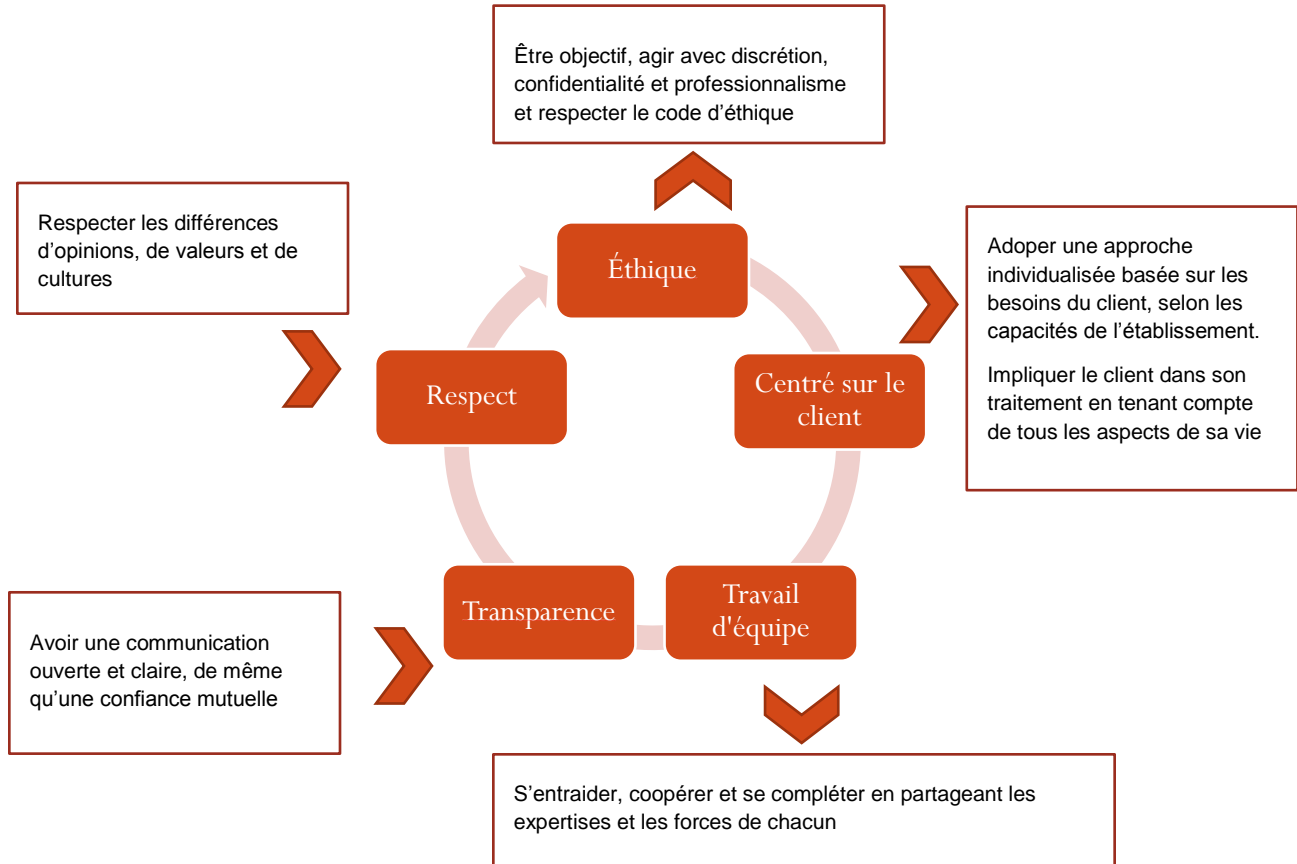 Être objectif, agir avec discrétion,
confidentialité et professionnalisme
et respecter le code d’éthique
Respecter les différences
d’opinions, de valeurs et de
cultures
Éthique
Adoper une approche
individualisée basée sur les
besoins du client, selon les
capacités de l’établissement.
Impliquer le client dans son
traitement en tenant compte
de tous les aspects de sa vie
Respect
Centré sur le
client
Transparence
Travail
d'équipe
Avoir une communication
ouverte et claire, de même
qu’une confiance mutuelle
S’entraider, coopérer et se compléter en partageant les
expertises et les forces de chacun